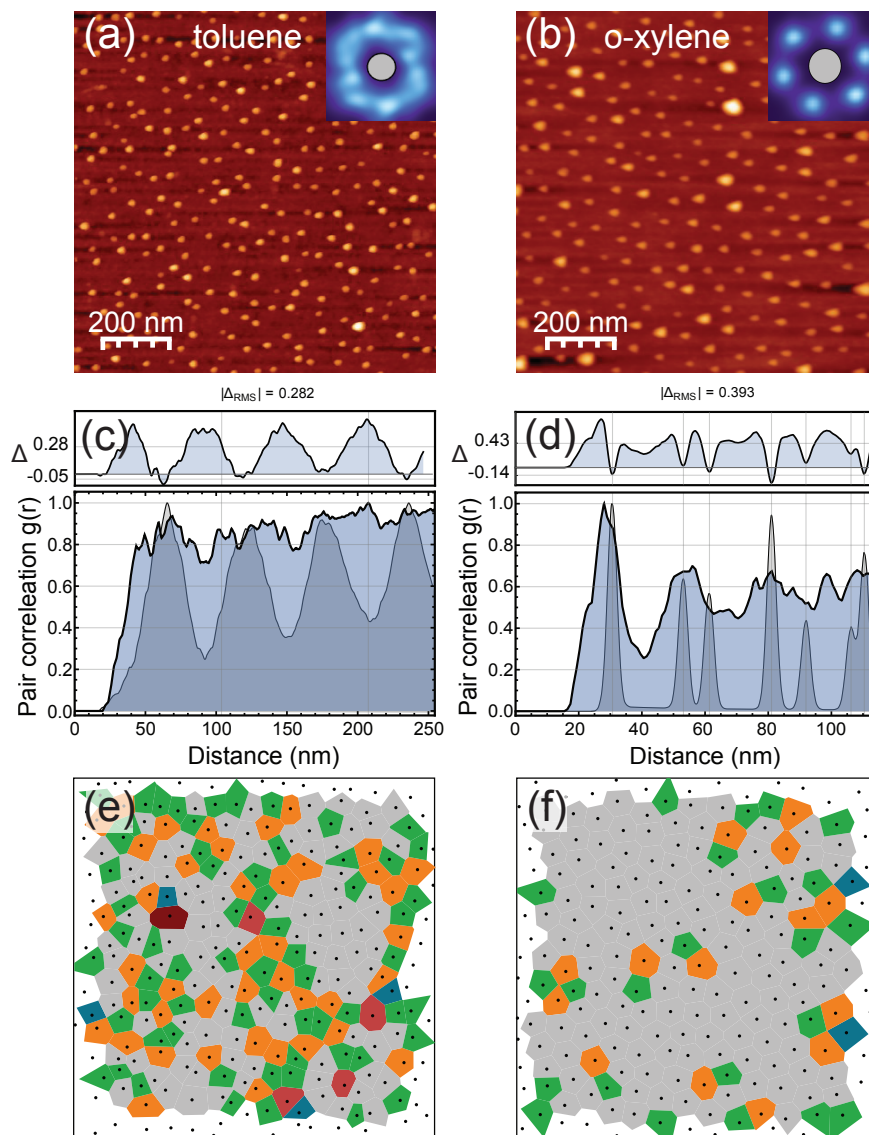 (a) toluene
(b) o-xylene
200 nm
200 nm
|ΔRMS| = 0.282
|ΔRMS| = 0.393
(c)
(d)
Δ
0.28
-0.05
Δ
0.43
-0.14
Pair correleation g(r)
1.0
0.8
0.6
0.4
0.2
0.0
0 50 100 150 200 250
Distance (nm)
Pair correleation g(r)
1.0
0.8
0.6
0.4
0.2
0.0
0 20 40 60 80 100
Distance (nm)
(e)
(f)